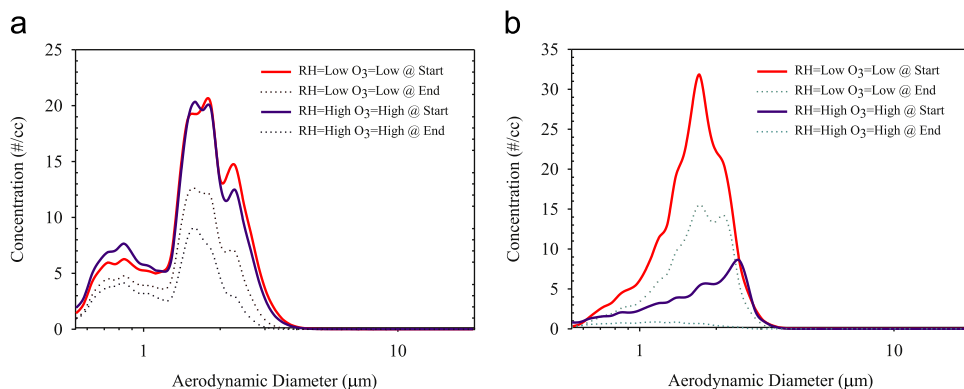 a
25
20
15
10
5
0
Concentration (#/cc)
RH=Low O3=Low @ Start
RH=Low O3=Low @ End
RH=High O3=High @ Start
RH=High O3=High @ End
1
10
Aerodynamic Diameter (μm)
b
35
30
25
20
15
10
5
0
Concentration (#/cc)
RH=Low O3=Low @ Start
RH=Low O3=Low @ End
RH=High O3=High @ Start
RH=High O3=High @ End
1
10
Aerodynamic Diameter (μm)